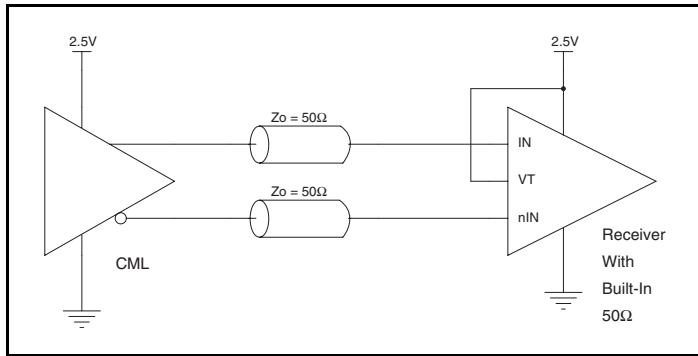 2.5V
2.5V
Zo = 50Ω
IN
VT
Zo = 50Ω
nIN
CML
Receiver
With
Built-In
50Ω